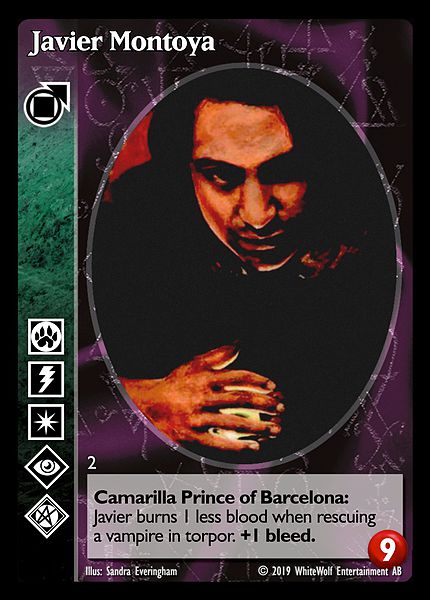 Javier Montoya
2
Camarilla Prince of Barcelona:
Javier burns 1 less blood when rescuing
a vampire in torpor. +1 bleed.
9
Illus: Sandra Everingham © 2019 WhiteWolf Entertainment AB